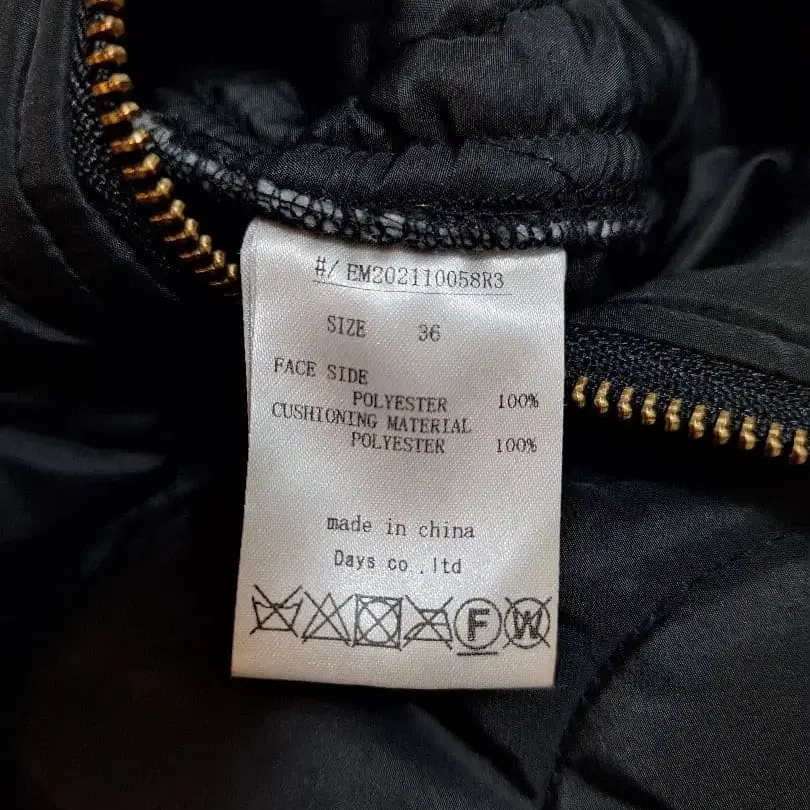 #/ EM202110058R3
SIZE 36
FACE SIDE
POLYESTER 100%
CUSHIONING MATERIAL
POLYESTER 100%
made in china
Days co.,ltd
F W